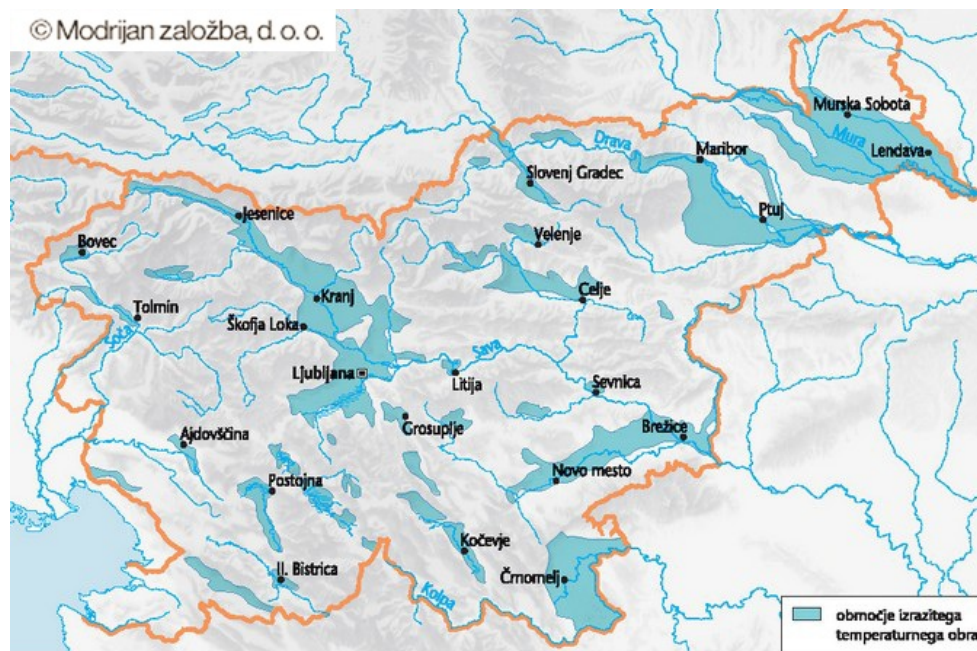 © Modrijan založba, d. o. o.
Murska Sobota
Drava
Maribor
Mura
Lendava
Slovenj Gradec
Jesenice
Ptuj
Bovec
Velenje
Kranj
Celje
Tolmin
Škofja Loka
Soča
Sava
Ljubljana
Litija
Sevnica
Grosuplje
Brežice
Ajdovščina
Postojna
Novo mesto
Kočevje
Il. Bistrica
Črnomelj
Kolpa
območje izrazitega
temperaturnega obra